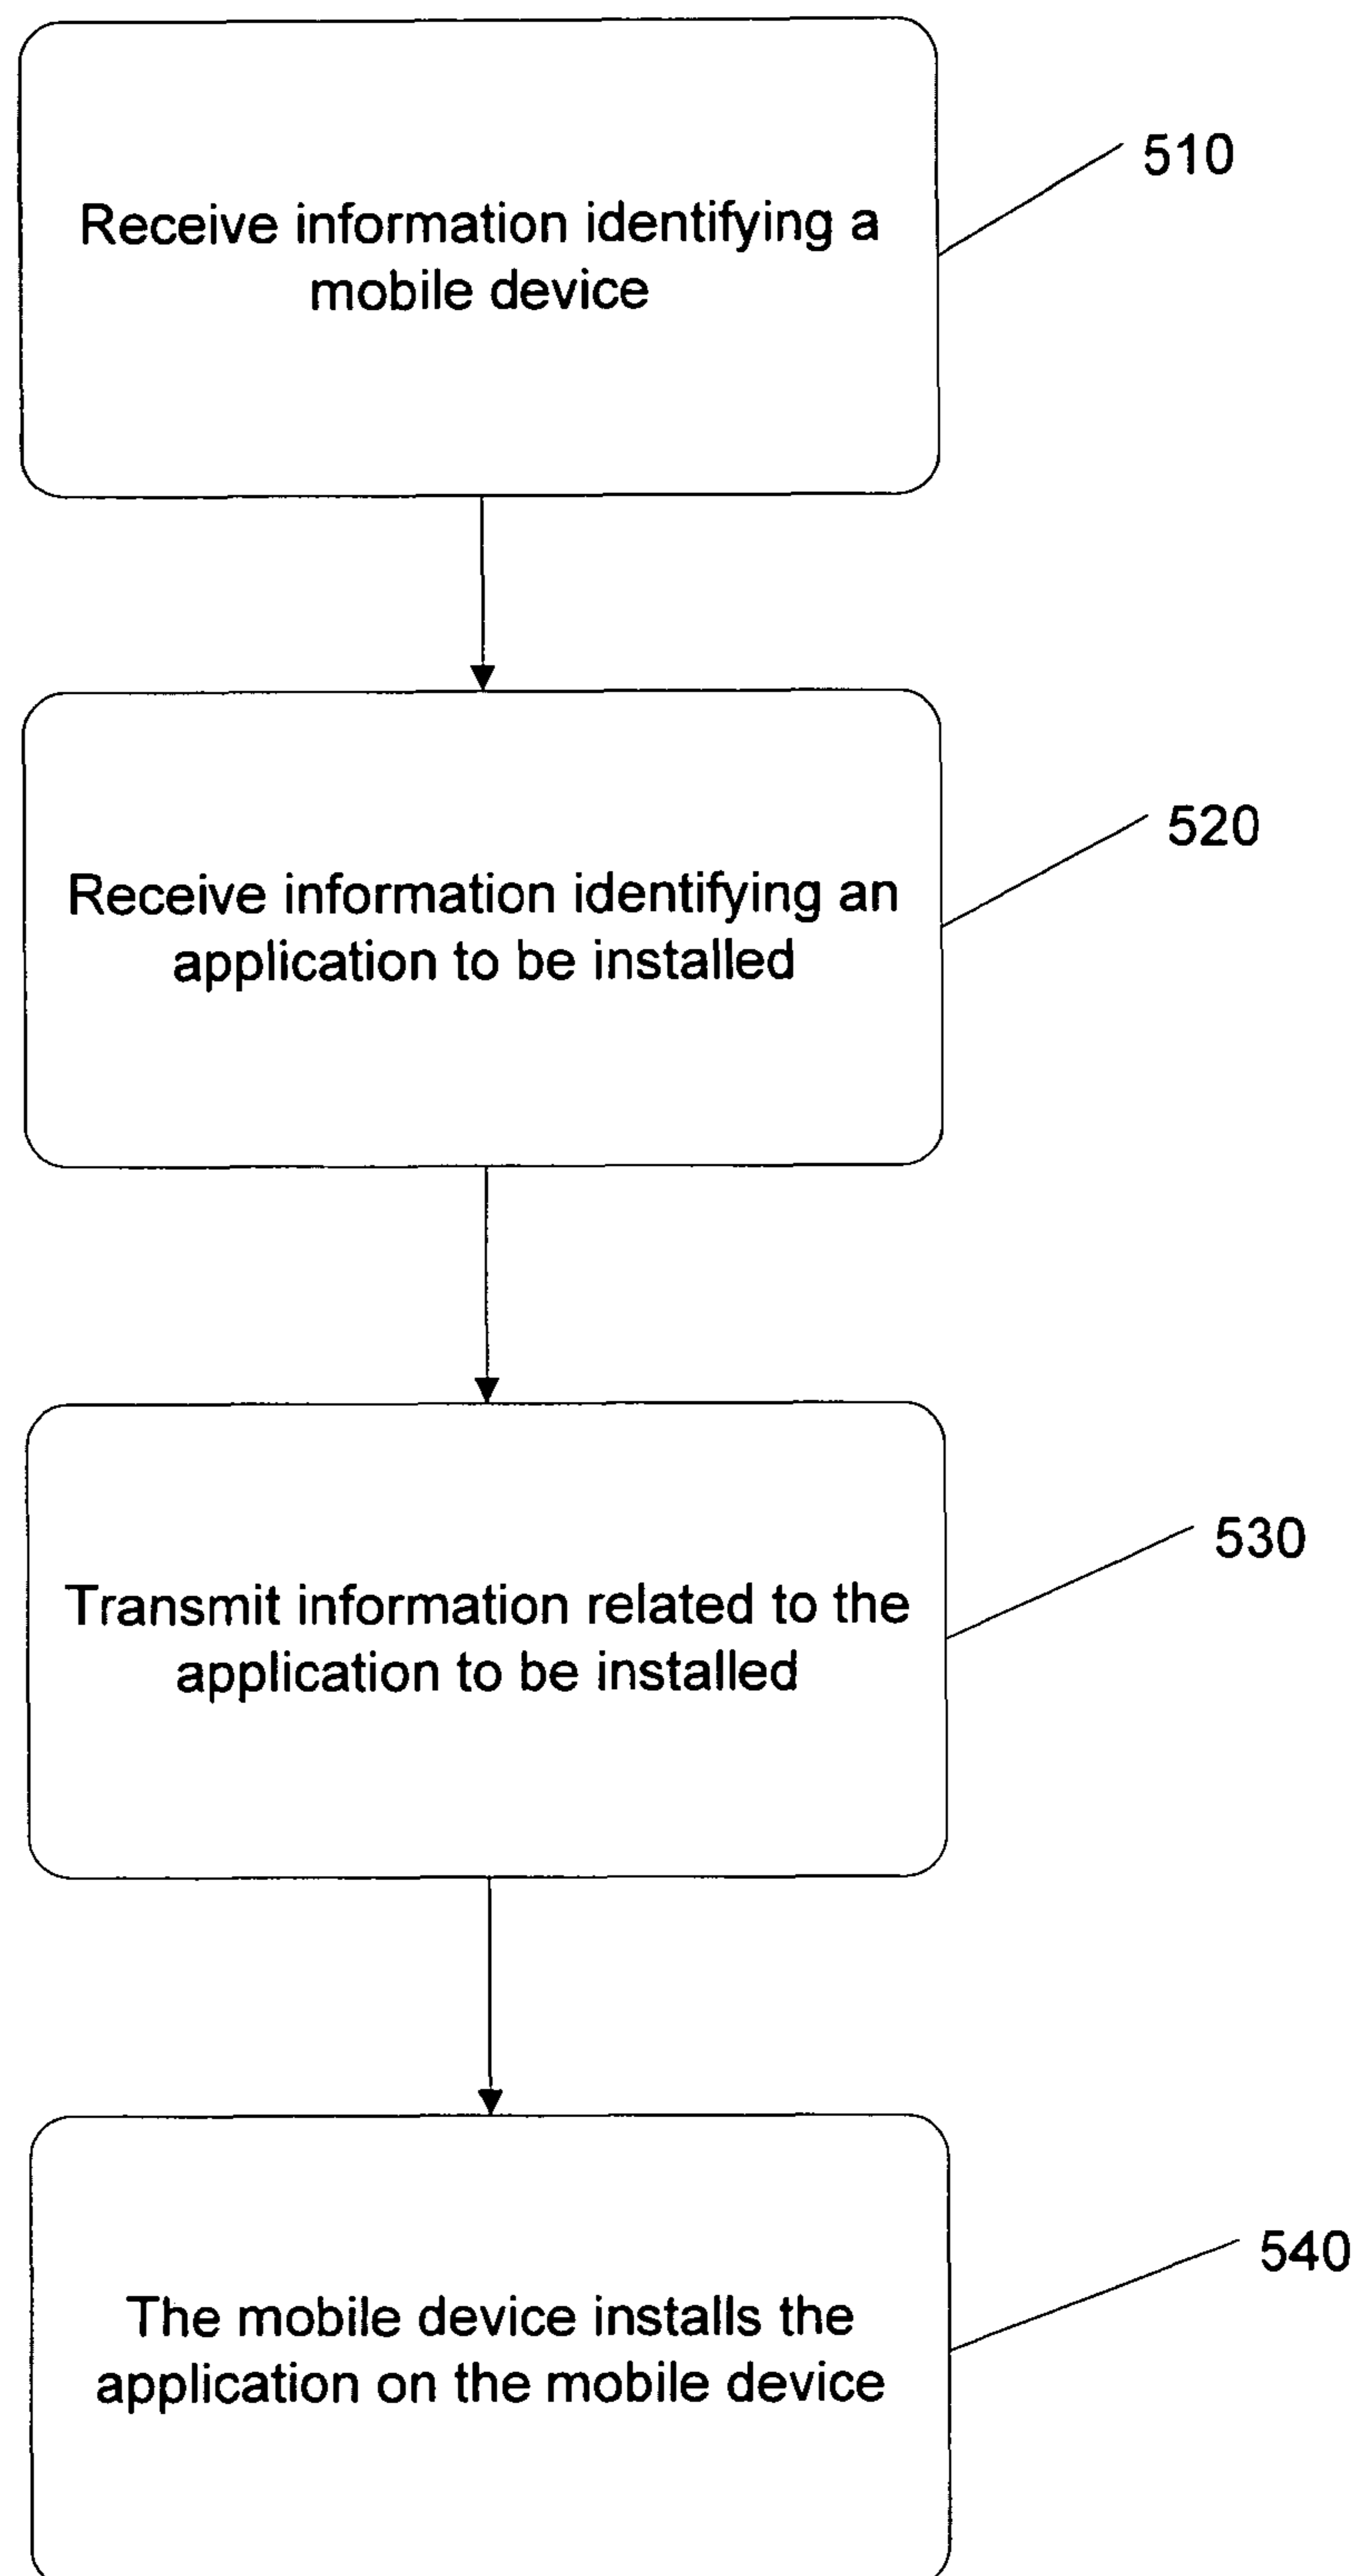 Receive information identifying a
mobile device
510
Receive information identifying an
application to be installed
520
Transmit information related to the
application to be installed
530
The mobile device installs the
application on the mobile device
540